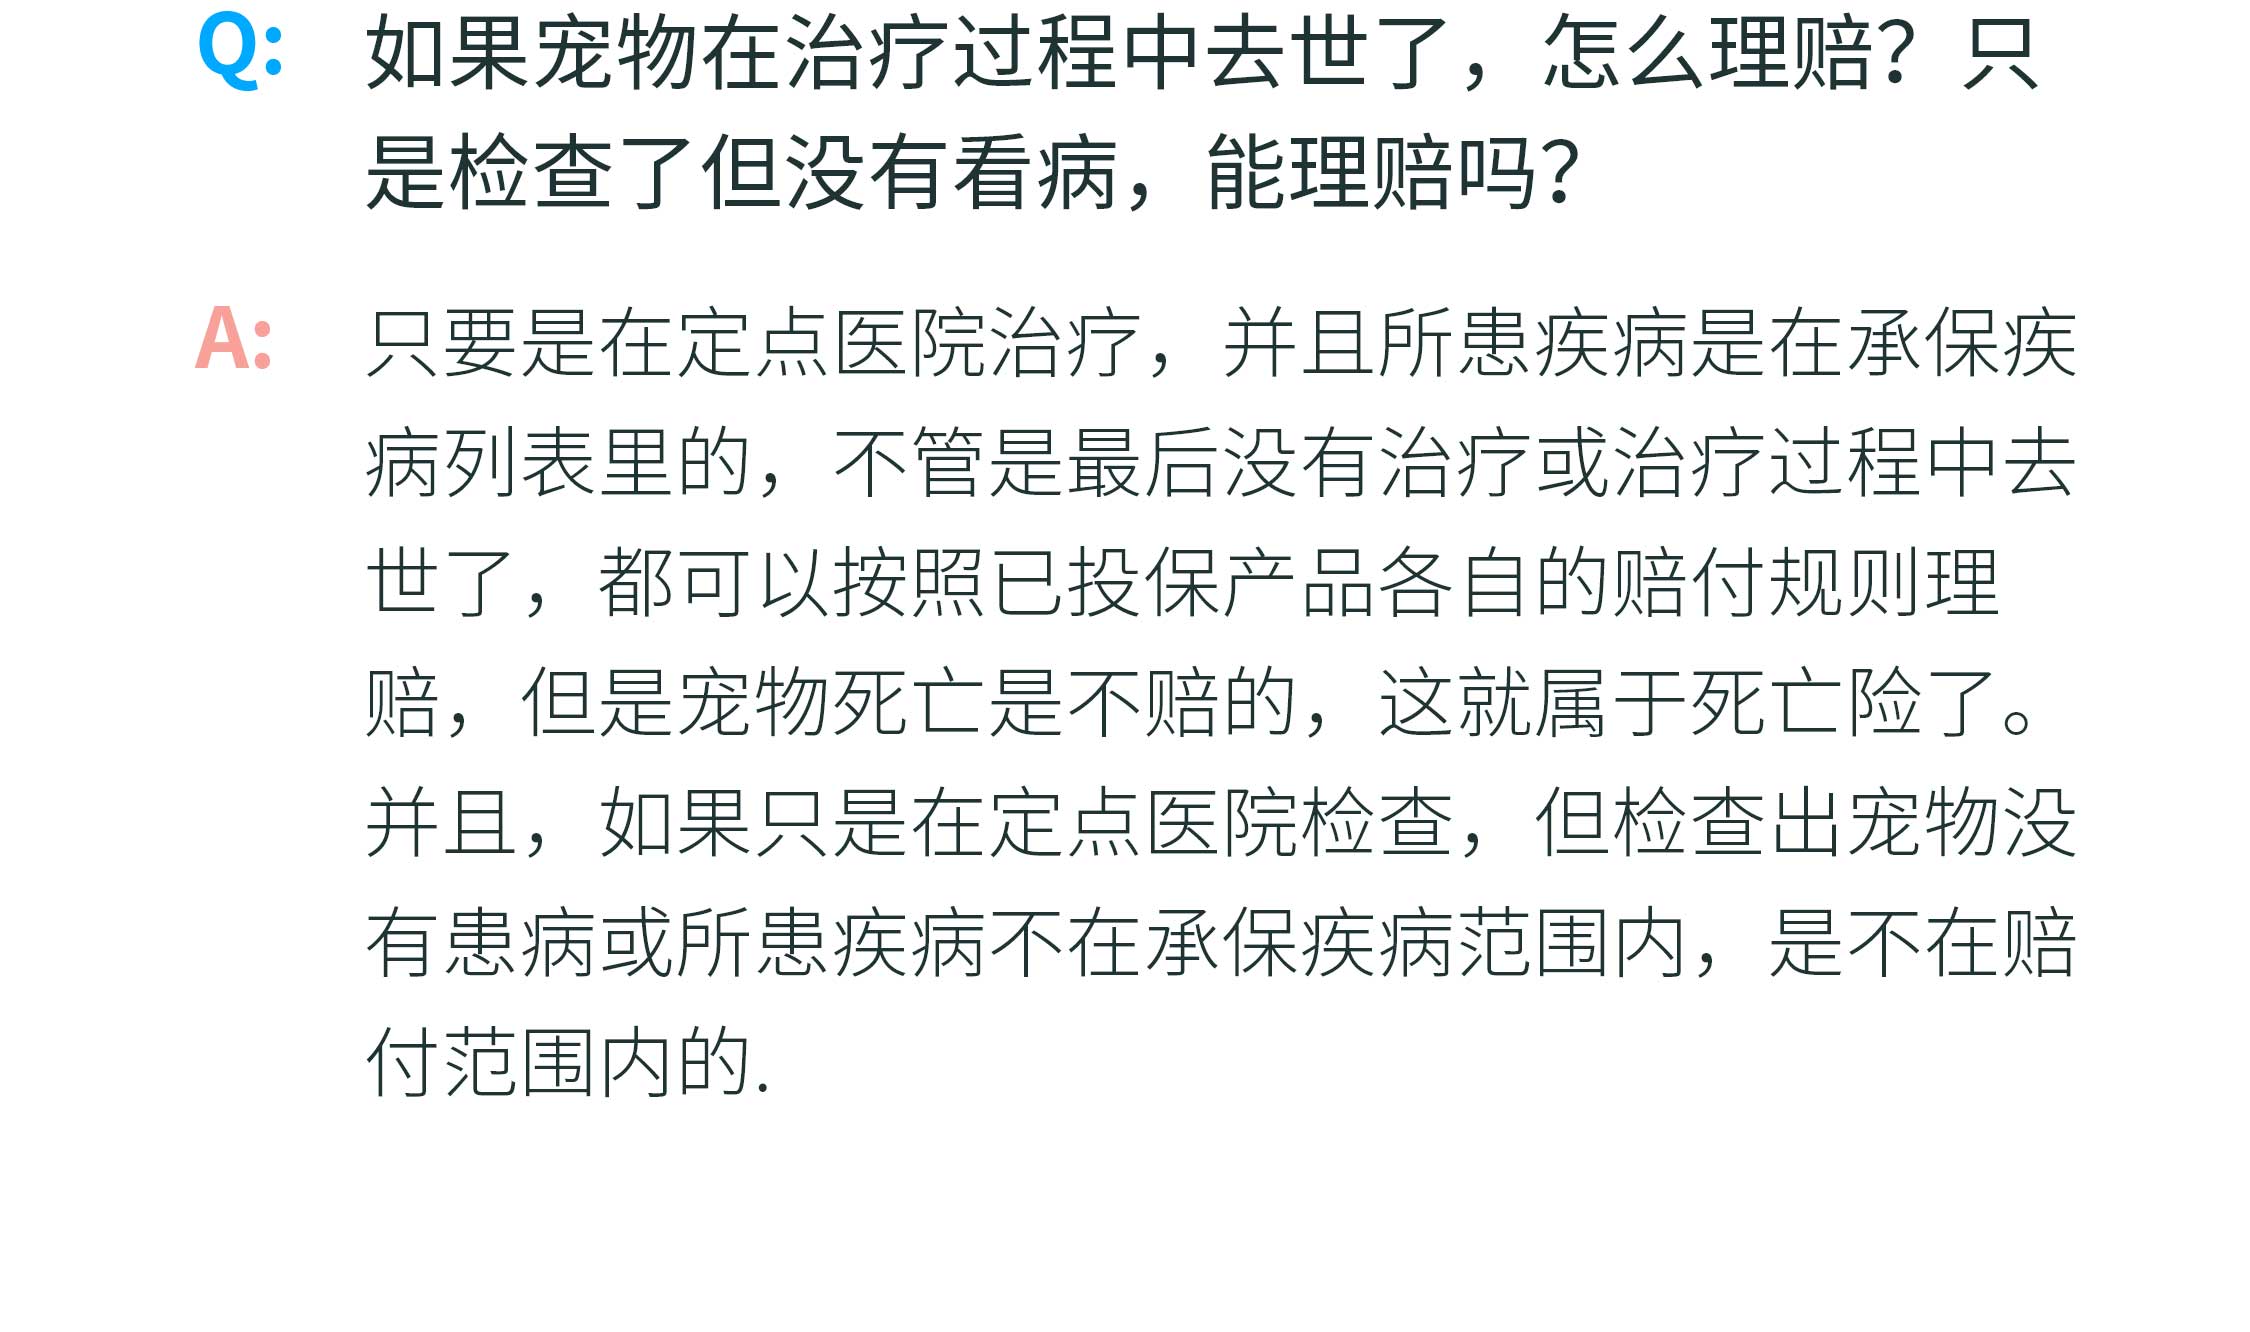 Q: 如果宠物在治疗过程中去世了，怎么理赔？只
是检查了但没有看病，能理赔吗？
A: 只要是在定点医院治疗，并且所患疾病是在承保疾
病列表里的，不管是最后没有治疗或治疗过程中去
世了，都可以按照已投保产品各自的赔付规则理
赔，但是宠物死亡是不赔的，这就属于死亡险了。
并且，如果只是在定点医院检查，但检查出宠物没
有患病或所患疾病不在承保疾病范围内，是不在赔
付范围内的.